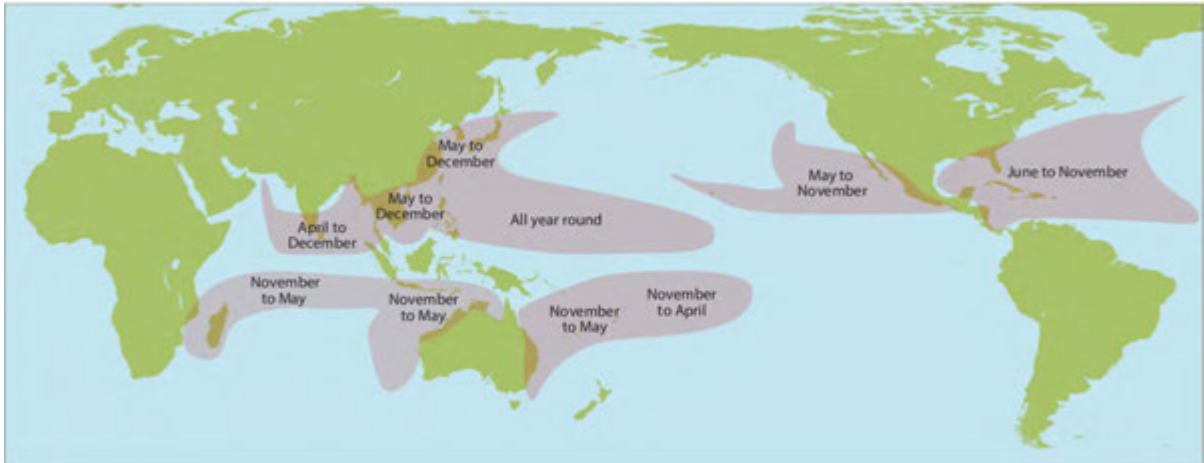 May to
December
May to
November
June to November
May to
December
All year round
April to
December
November
to May
November
to May
November
to May
November
to April